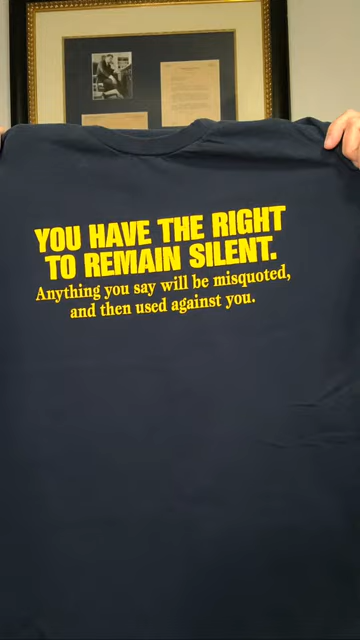 YOU HAVE THE RIGHT
TO REMAIN SILENT.
Anything you say will be misquoted,
and then used against you.